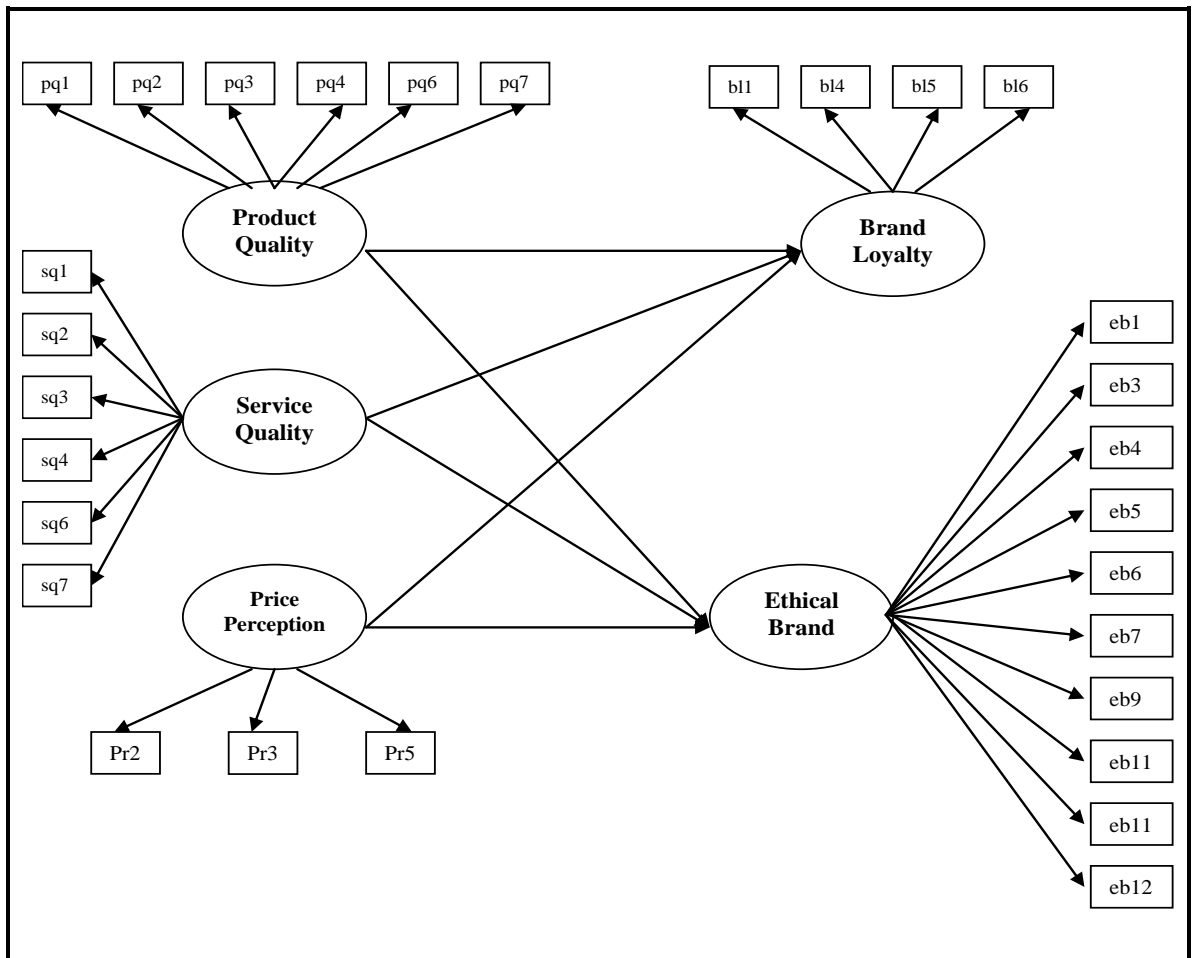 pq1
pq2
pq3
pq4
pq6
pq7
bl1
bl4
bl5
bl6
Product
Quality
Brand
Loyalty
sq1
sq2
sq3
sq4
sq6
sq7
Service
Quality
Price
Perception
Ethical
Brand
eb1
eb3
eb4
eb5
eb6
eb7
eb9
eb11
eb11
eb12
Pr2
Pr3
Pr5